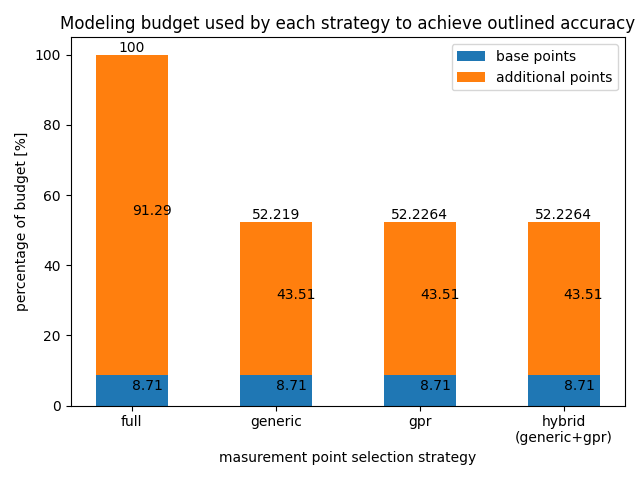 Modeling budget used by each strategy to achieve outlined accuracy
percentage of budget [%]
100
80
60
40
20
0
base points
additional points
100
91.29
8.71
52.219
43.51
8.71
52.2264
43.51
8.71
52.2264
43.51
8.71
full
generic
gpr
hybrid
(generic+gpr)
masurement point selection strategy